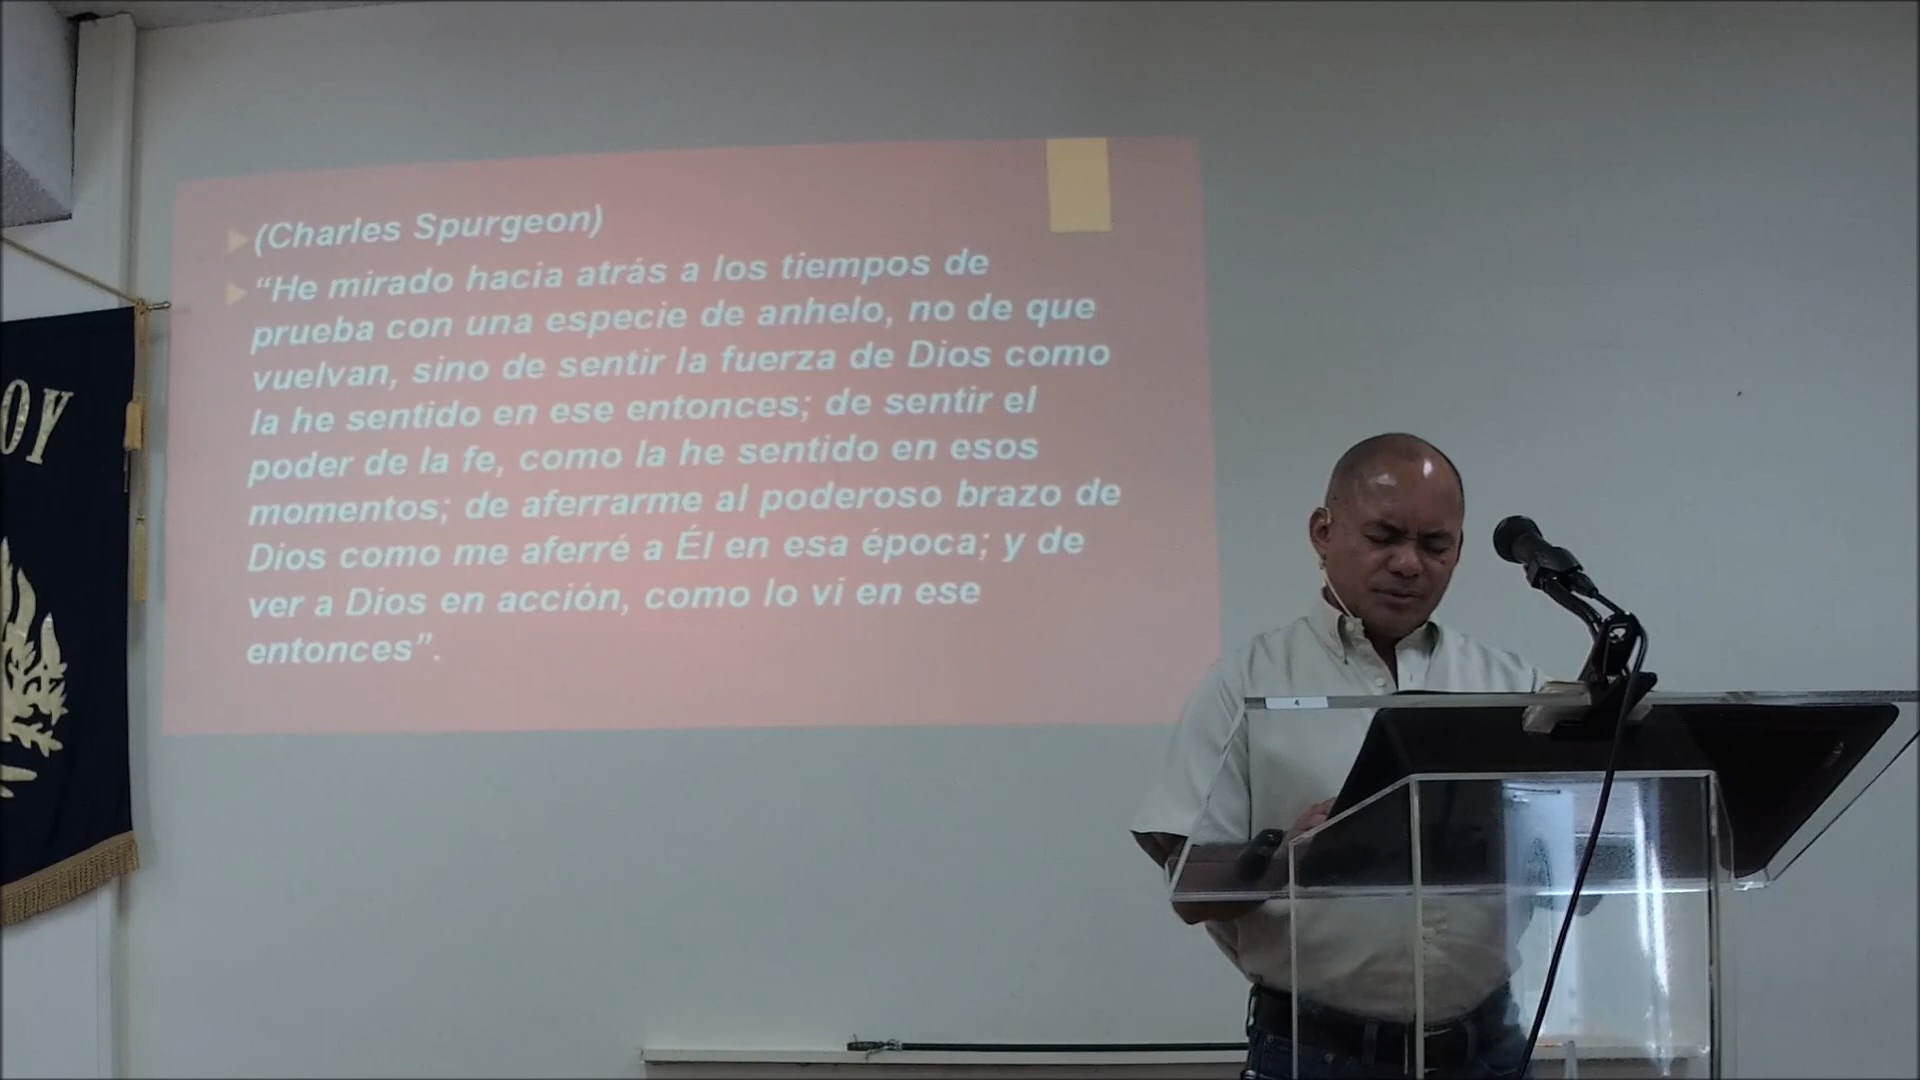 (Charles Spurgeon)
“He mirado hacia atrás a los tiempos de
prueba con una especie de anhelo, no de que
vuelvan, sino de sentir la fuerza de Dios como
la he sentido en ese entonces; de sentir el
poder de la fe, como la he sentido en esos
momentos; de aferrarme al poderoso brazo de
Dios como me aferré a Él en esa época; y de
ver a Dios en acción, como lo vi en ese
entonces”.
OY
4